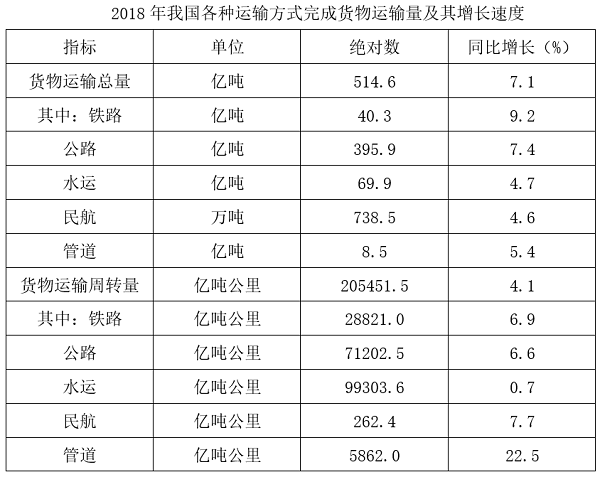 2018 年我国各种运输方式完成货物运输量及其增长速度
指标 单位 绝对数 同比增长（%）
货物运输总量 亿吨 514.6 7.1
其中：铁路 亿吨 40.3 9.2
公路 亿吨 395.9 7.4
水运 亿吨 69.9 4.7
民航 万吨 738.5 4.6
管道 亿吨 8.5 5.4
货物运输周转量 亿吨公里 205451.5 4.1
其中：铁路 亿吨公里 28821.0 6.9
公路 亿吨公里 71202.5 6.6
水运 亿吨公里 99303.6 0.7
民航 亿吨公里 262.4 7.7
管道 亿吨公里 5862.0 22.5